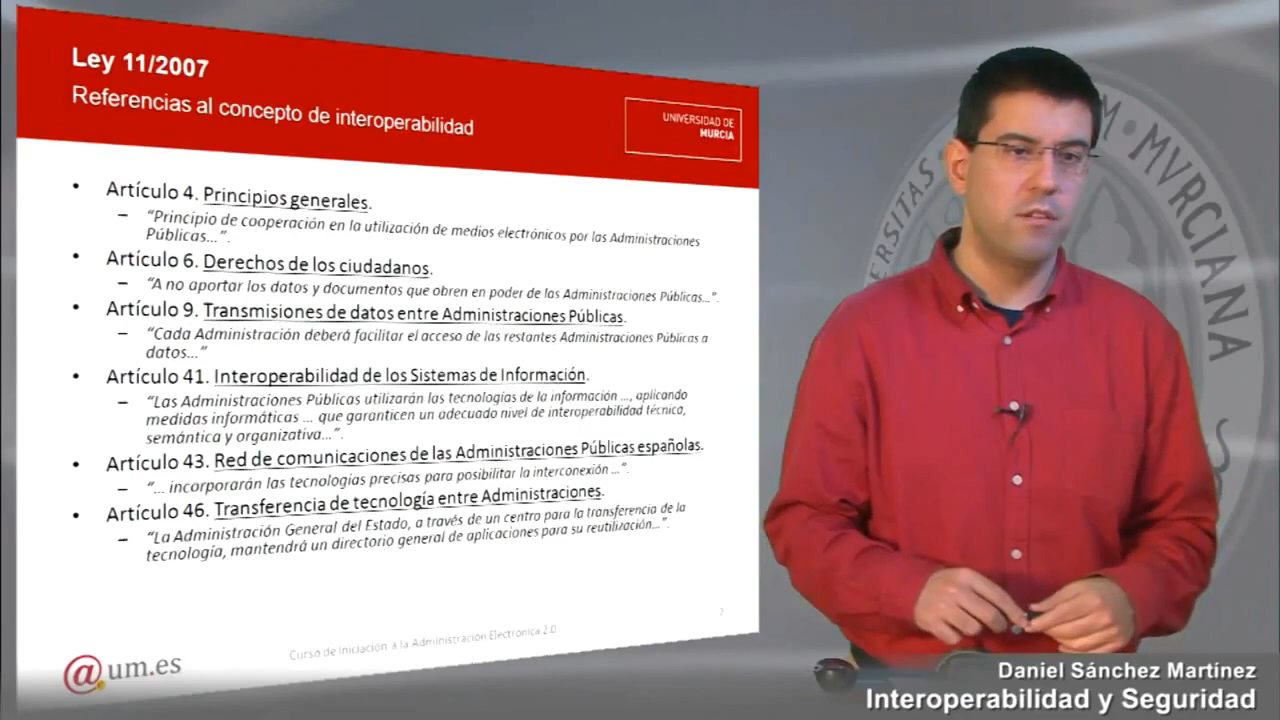 Ley 11/2007
Referencias al concepto de interoperabilidad
UNIVERSIDAD DE
MURCIA
• Artículo 4. Principios generales.
– “Principio de cooperación en la utilización de medios electrónicos por las Administraciones
Públicas...”.
• Artículo 6. Derechos de los ciudadanos.
– “A no aportar los datos y documentos que obren en poder de las Administraciones Públicas...”.
• Artículo 9. Transmisiones de datos entre Administraciones Públicas.
– “Cada Administración deberá facilitar el acceso de las restantes Administraciones Públicas a
datos...”
• Artículo 41. Interoperabilidad de los Sistemas de Información.
– “Las Administraciones Públicas utilizarán las tecnologías de la información ..., aplicando
medidas informáticas ... que garanticen un adecuado nivel de interoperabilidad técnica,
semántica y organizativa...”.
• Artículo 43. Red de comunicaciones de las Administraciones Públicas españolas.
– “... incorporarán las tecnologías precisas para posibilitar la interconexión ...”.
• Artículo 46. Transferencia de tecnología entre Administraciones.
– “La Administración General del Estado, a través de un centro para la transferencia de la
tecnología, mantendrá un directorio general de aplicaciones para su reutilización...”.
Curso de Iniciación a la Administración Electrónica 2.0
@um.es
MVRCIANA
Daniel Sánchez Martínez
Interoperabilidad y Seguridad